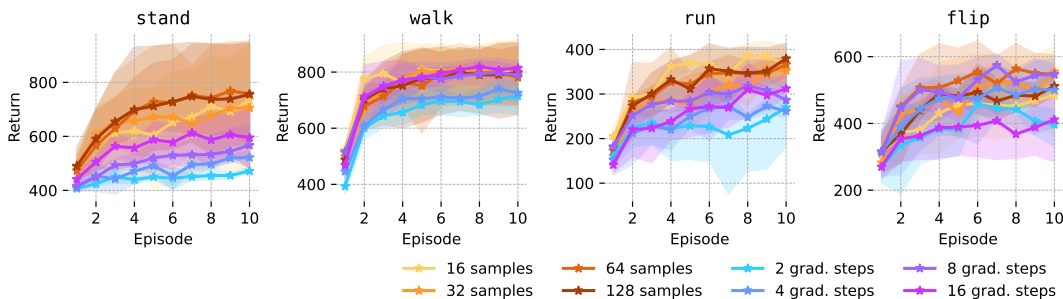 stand
walk
run
flip
Return
800
600
400
2 4 6 8 10
Episode
Return
800
600
400
2 4 6 8 10
Episode
Return
400
300
200
100
2 4 6 8 10
Episode
Return
600
400
200
2 4 6 8 10
Episode
16 samples
64 samples
2 grad. steps
8 grad. steps
32 samples
128 samples
4 grad. steps
16 grad. steps